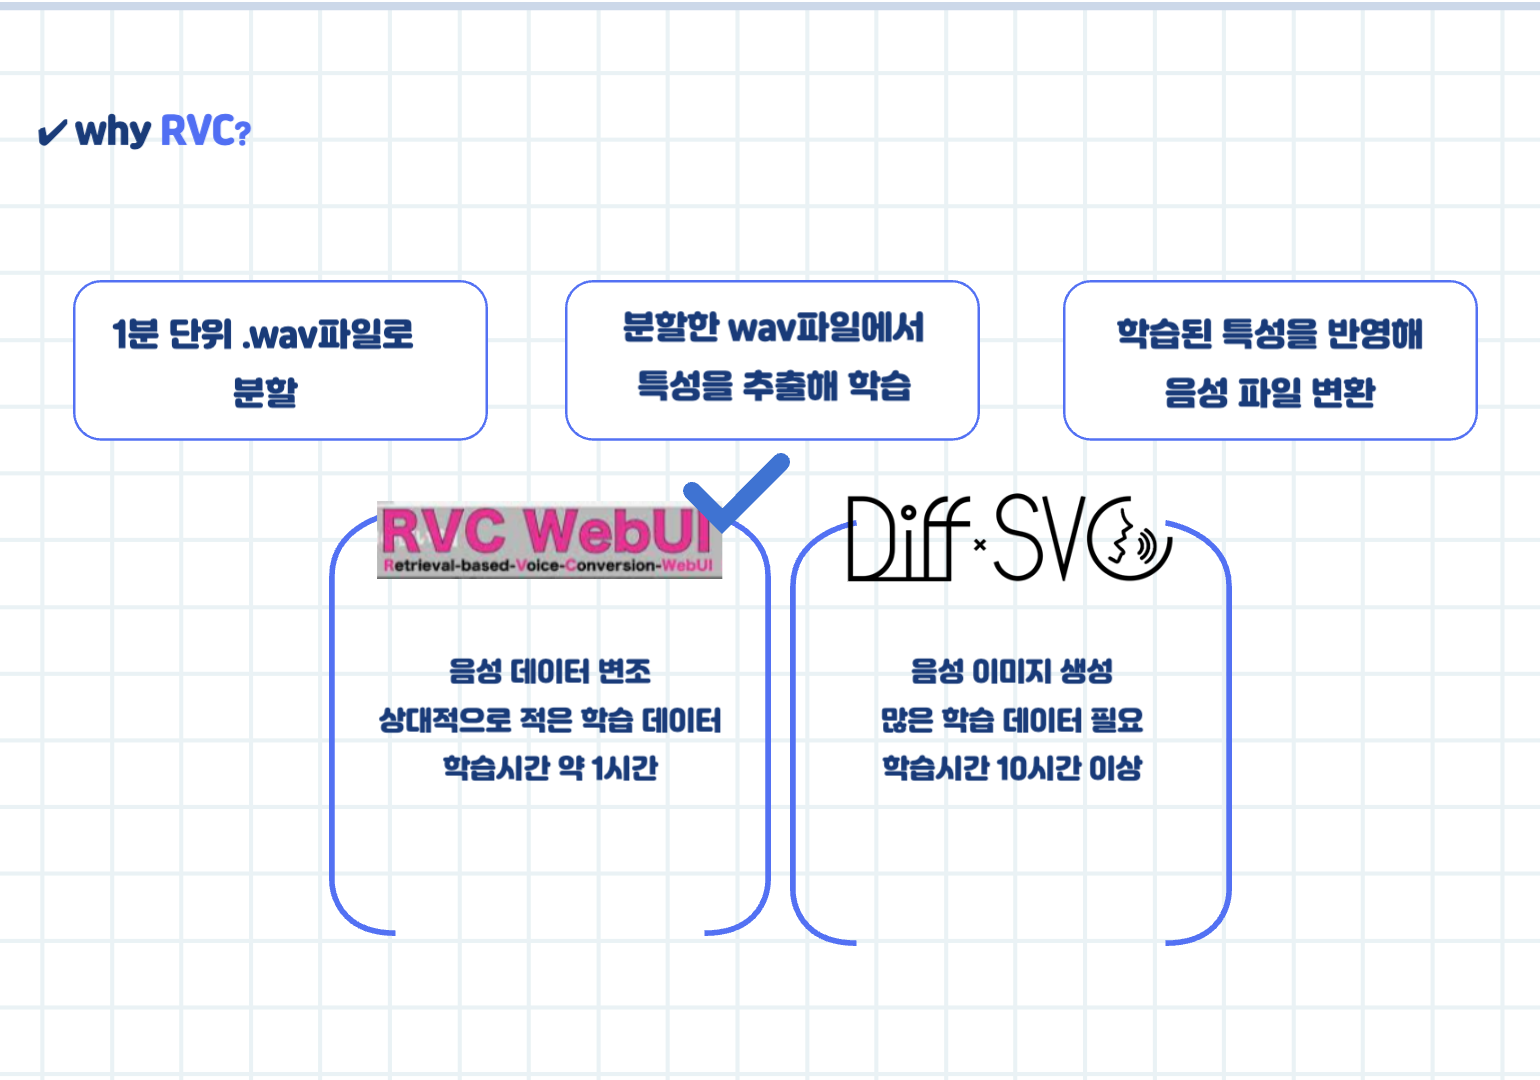 ✔ why RVC?
1분 단위 .wav파일로
분할
분할한 wav파일에서
특성을 추출해 학습
학습된 특성을 반영해
음성 파일 변환
RVC WebUI
Retrieval-based-Voice-Conversion-WebUI
음성 데이터 변조
상대적으로 적은 학습 데이터
학습시간 약 1시간
Diff×SVC
음성 이미지 생성
많은 학습 데이터 필요
학습시간 10시간 이상